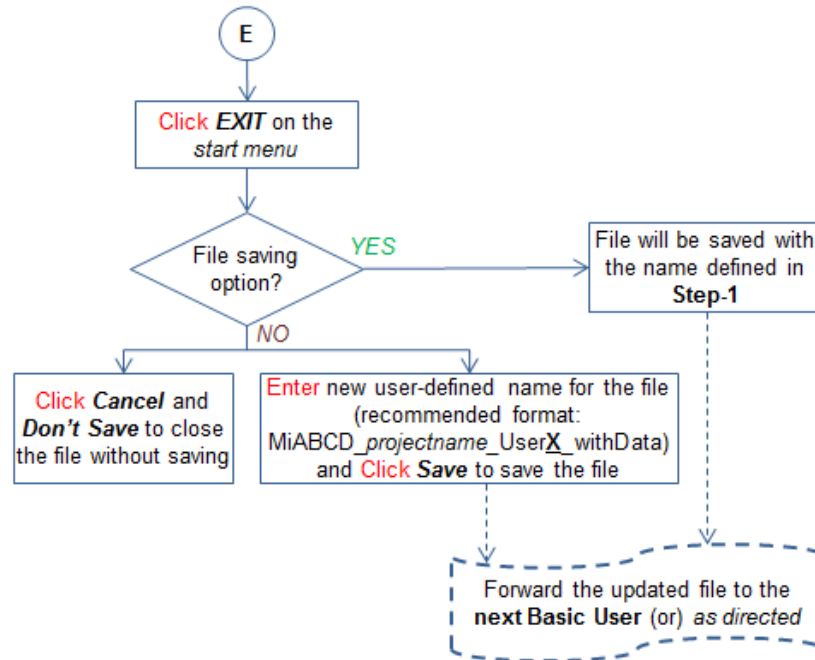 E
Click EXIT on the
start menu
File saving
option?
YES
File will be saved with
the name defined in
Step-1
NO
Click Cancel and
Don't Save to close
the file without saving
Enter new user-defined name for the file
(recommended format:
MiABCD_projectname_UserX_withData)
and Click Save to save the file
Forward the updated file to the
next Basic User (or) as directed